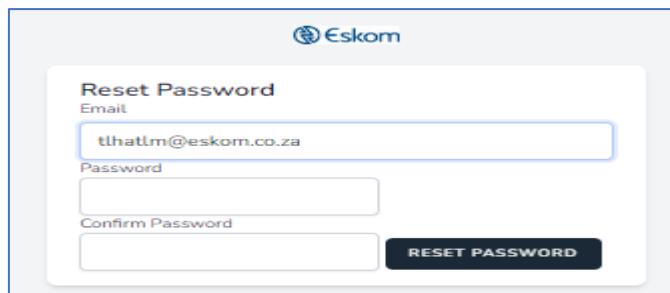 Eskom
Reset Password
Email
tlhatlm@eskom.co.za
Password
Confirm Password
RESET PASSWORD